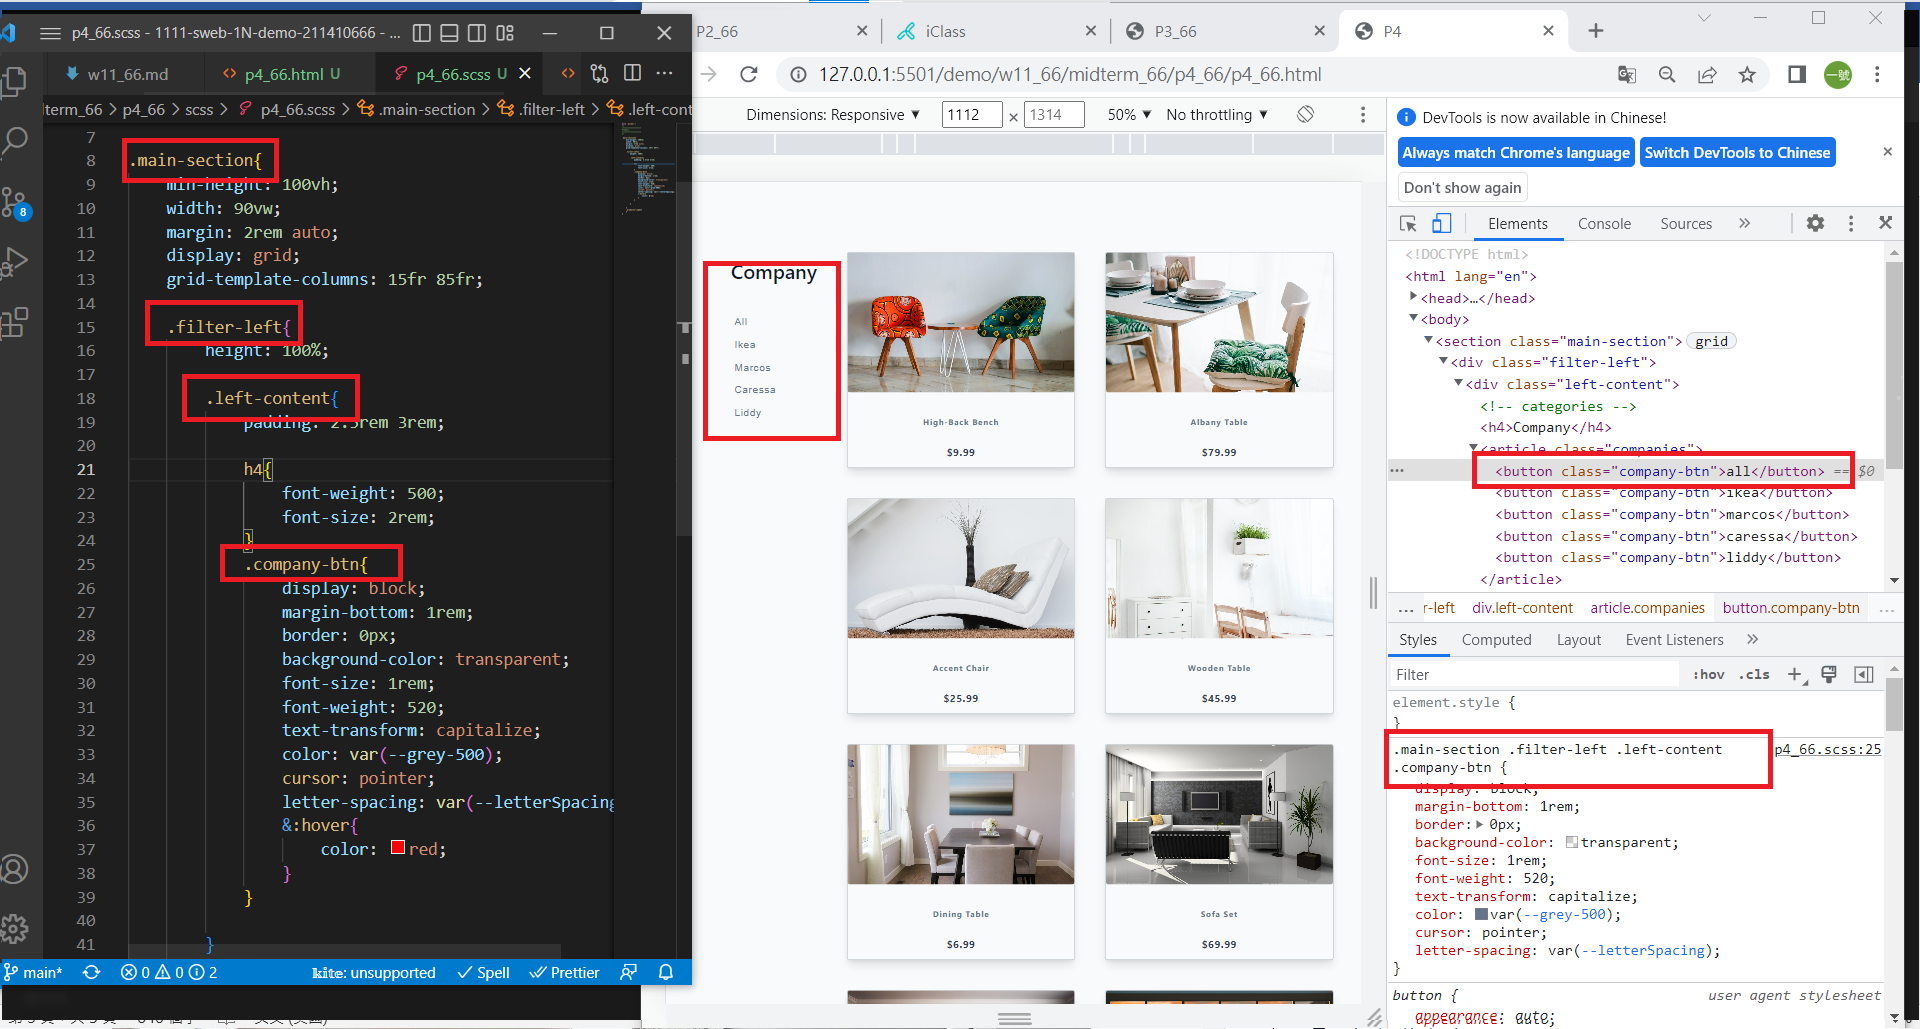 p4_66.scss - 1111-sweb-1N-demo-211410666 - ...
w11_66.md
p4_66.html U
p4_66.scss U
lterm_66 > p4_66 > scss > p4_66.scss > .main-section > .filter-left > .left-cont
7
8 .main-section{
9 min-height: 100vh;
10 width: 90vw;
11 margin: 2rem auto;
12 display: grid;
13 grid-template-columns: 15fr 85fr;
14
15 .filter-left{
16 height: 100%;
17
18 .left-content{
19 padding: 2.5rem 3rem;
20
21 h4{
22 font-weight: 500;
23 font-size: 2rem;
24 }
25 .company-btn{
26 display: block;
27 margin-bottom: 1rem;
28 border: 0px;
29 background-color: transparent;
30 font-size: 1rem;
31 font-weight: 520;
32 text-transform: capitalize;
33 color: var(--grey-500);
34 cursor: pointer;
35 letter-spacing: var(--letterSpacing
36 &:hover{
37 color: red;
38 }
39 }
40
41 }
8
main* 0 0 2 kite: unsupported Spell Prettier
P2_66
iClass
P3_66
P4
127.0.0.1:5501/demo/w11_66/midterm_66/p4_66/p4_66.html
一號
Dimensions: Responsive 1112 × 1314 50% No throttling
Company
All
Ikea
Marcos
Caressa
Liddy
High-Back Bench
$9.99
Albany Table
$79.99
Accent Chair
$25.99
Wooden Table
$45.99
Dining Table
$6.99
Sofa Set
$69.99
DevTools is now available in Chinese!
Always match Chrome's language
Switch DevTools to Chinese
Don't show again
Elements Console Sources
<!DOCTYPE html>
<html lang="en">
<head>…</head>
<body>
<section class="main-section"> grid
<div class="filter-left">
<div class="left-content">
<!-- categories -->
<h4>Company</h4>
<article class="companies">
<button class="company-btn">all</button> == $0
<button class="company-btn">ikea</button>
<button class="company-btn">marcos</button>
<button class="company-btn">caressa</button>
<button class="company-btn">liddy</button>
</article>
... r-left div.left-content article.companies button.company-btn ...
Styles Computed Layout Event Listeners
Filter :hov .cls
element.style {
}
.main-section .filter-left .left-content p4_66.scss:25
.company-btn {
display: block;
margin-bottom: 1rem;
border: 0px;
background-color: transparent;
font-size: 1rem;
font-weight: 520;
text-transform: capitalize;
color: var(--grey-500);
cursor: pointer;
letter-spacing: var(--letterSpacing);
}
button { user agent stylesheet
appearance: auto;